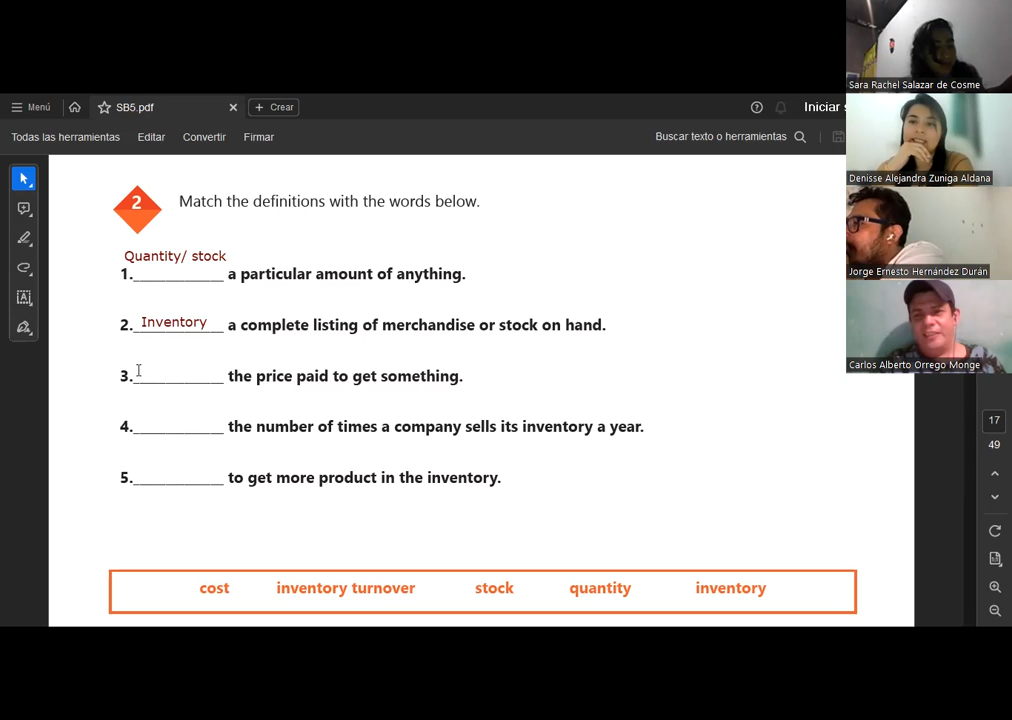 Menú
SB5.pdf
Crear
Iniciar s
Todas las herramientas
Editar
Convertir
Firmar
Buscar texto o herramientas
2
Match the definitions with the words below.
Quantity/ stock
1.____________ a particular amount of anything.
2.__Inventory__ a complete listing of merchandise or stock on hand.
3.____________ the price paid to get something.
4.____________ the number of times a company sells its inventory a year.
5.____________ to get more product in the inventory.
cost inventory turnover stock quantity inventory
17
49
Sara Rachel Salazar de Cosme
Denisse Alejandra Zuniga Aldana
Jorge Ernesto Hernández Durán
Carlos Alberto Orrego Monge